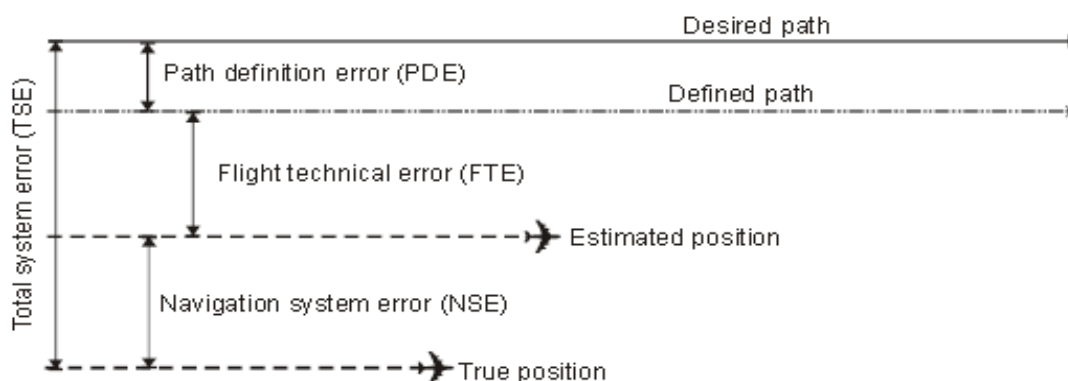 Desired path
Path definition error (PDE)
Defined path
Total system error (TSE)
Flight technical error (FTE)
Estimated position
Navigation system error (NSE)
True position